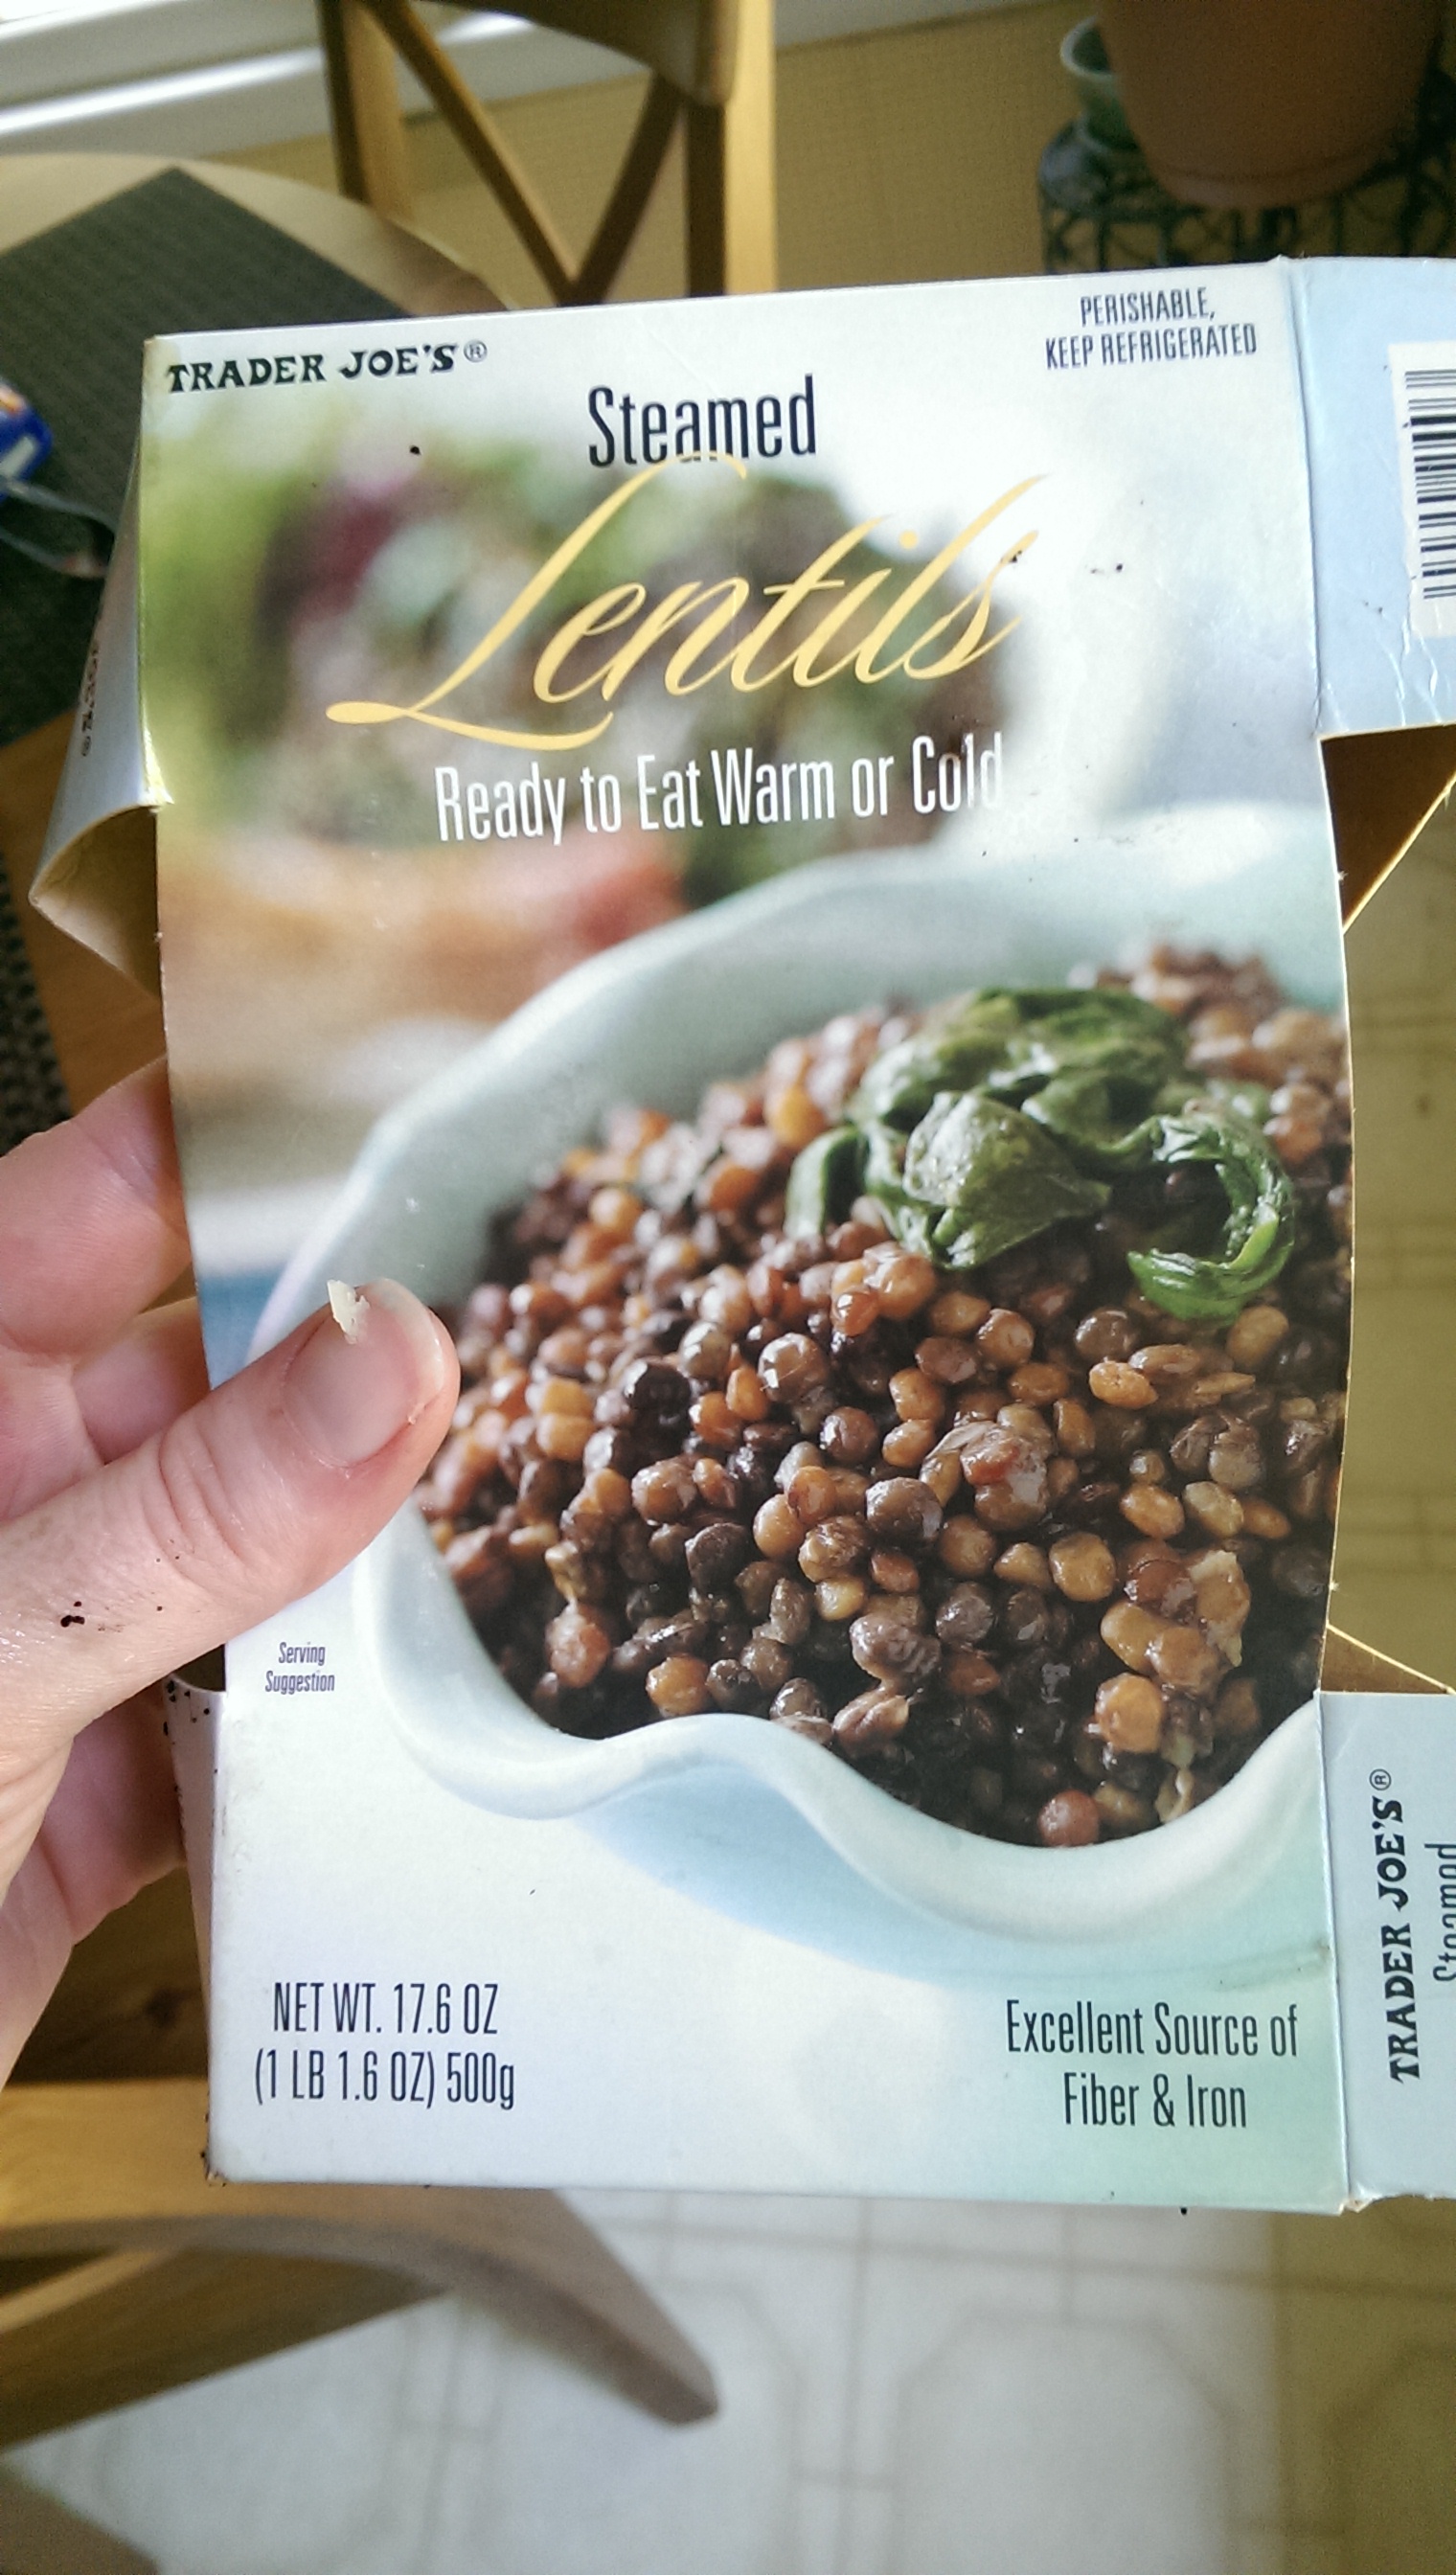 TRADER JOE'S®
PERISHABLE,
KEEP REFRIGERATED
Steamed
Lentils
Ready to Eat Warm or Cold
Serving
Suggestion
NET WT. 17.6 OZ
(1 LB 1.6 OZ) 500g
Excellent Source of
Fiber & Iron
TRADER JOE'S®
Steamed